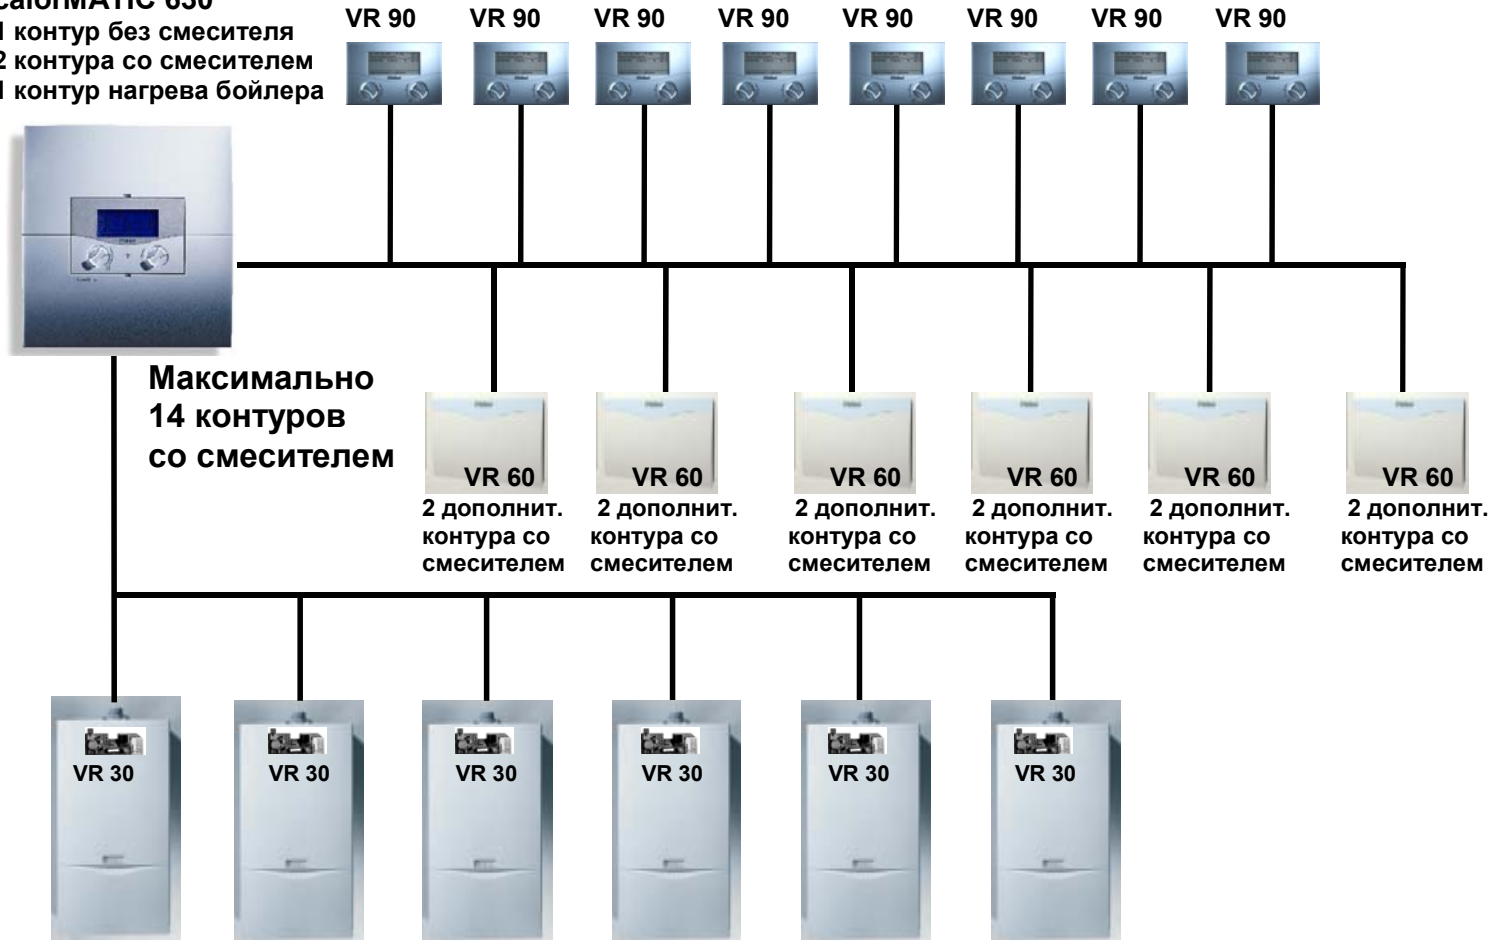 calorMATIC 630
1 контур без смесителя
2 контура со смесителем
1 контур нагрева бойлера
VR 90 VR 90 VR 90 VR 90 VR 90 VR 90 VR 90 VR 90
Максимально
14 контуров
со смесителем
VR 60 VR 60 VR 60 VR 60 VR 60 VR 60
2 дополнит. 2 дополнит. 2 дополнит. 2 дополнит. 2 дополнит. 2 дополнит.
контура со контура со контура со контура со контура со контура со
смесителем смесителем смесителем смесителем смесителем смесителем
VR 30 VR 30 VR 30 VR 30 VR 30 VR 30